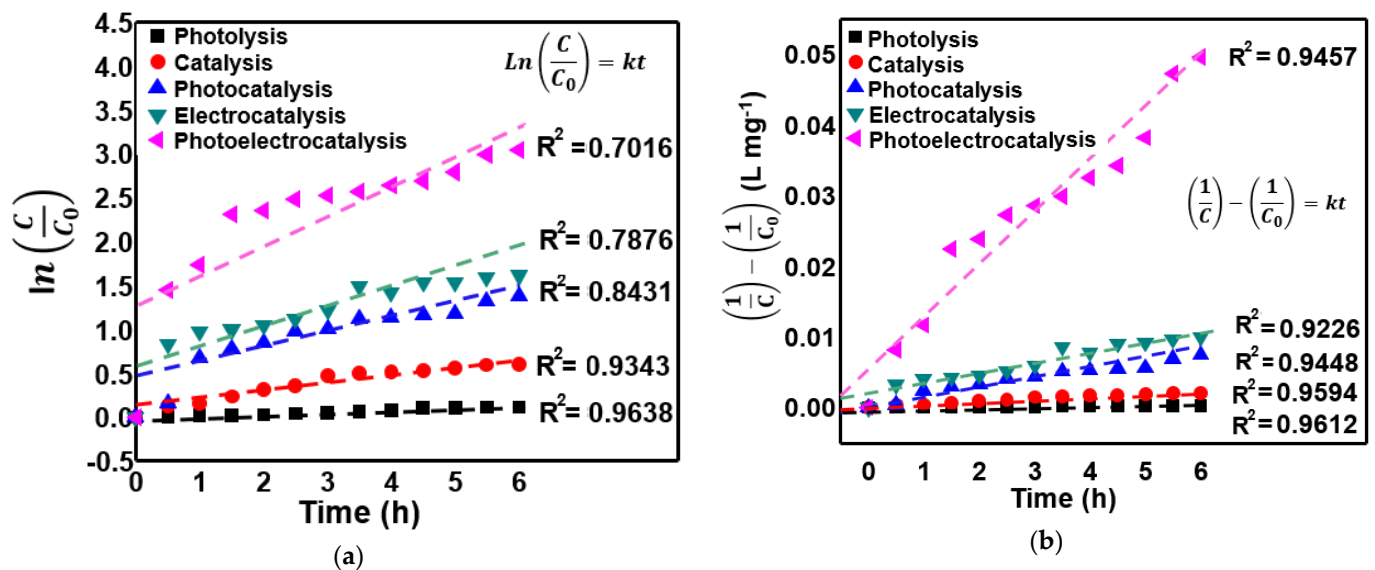 4.5
4.0
3.5
3.0
2.5
2.0
1.5
1.0
0.5
0.0
-0.5
ln(C/C₀)
Photolysis
Catalysis
Photocatalysis
Electrocatalysis
Photoelectrocatalysis
Ln(C/C₀) = kt
R² = 0.7016
R² = 0.7876
R² = 0.8431
R² = 0.9343
R² = 0.9638
0 1 2 3 4 5 6
Time (h)
(a)
0.05
0.04
0.03
0.02
0.01
0.00
(1/C) − (1/C₀) (L mg⁻¹)
Photolysis
Catalysis
Photocatalysis
Electrocatalysis
Photoelectrocatalysis
R² = 0.9457
(1/C) − (1/C₀) = kt
R² = 0.9226
R² = 0.9448
R² = 0.9594
R² = 0.9612
0 1 2 3 4 5 6
Time (h)
(b)